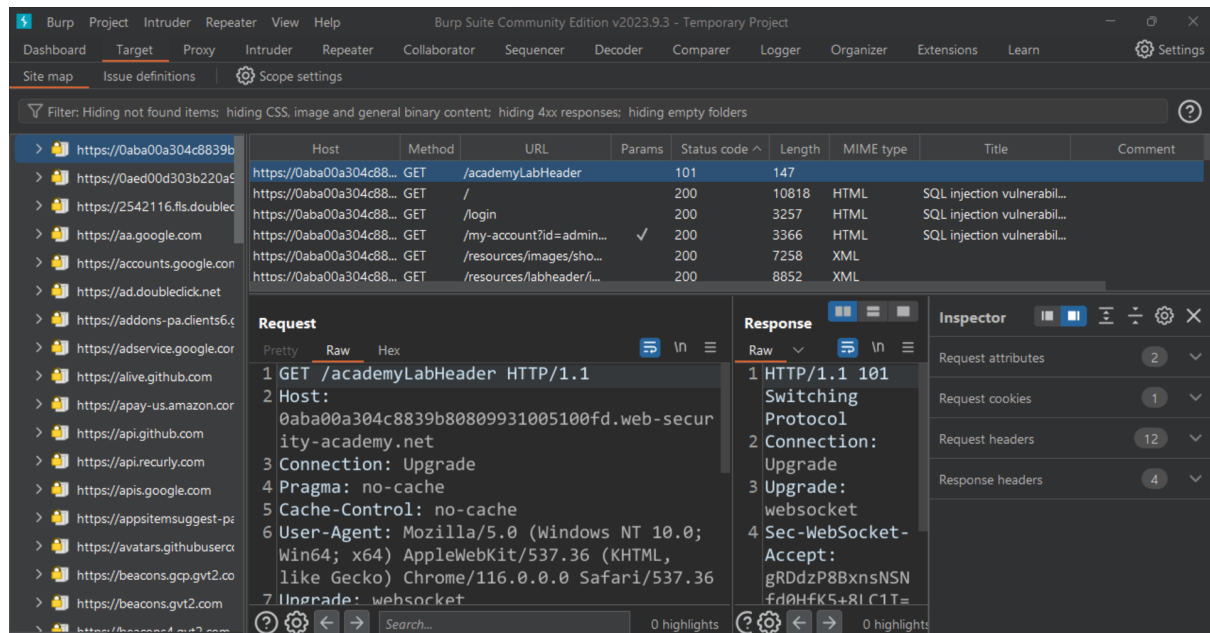 Burp Project Intruder Repeater View Help Burp Suite Community Edition v2023.9.3 - Temporary Project
Dashboard Target Proxy Intruder Repeater Collaborator Sequencer Decoder Comparer Logger Organizer Extensions Learn Settings
Site map Issue definitions Scope settings
Filter: Hiding not found items; hiding CSS, image and general binary content; hiding 4xx responses; hiding empty folders
https://0aba00a304c8839b
https://0aed00d303b220a9
https://2542116.fls.doublec
https://aa.google.com
https://accounts.google.con
https://ad.doubleclick.net
https://addons-pa.clients6.g
https://adservice.google.cor
https://alive.github.com
https://apay-us.amazon.cor
https://api.github.com
https://api.recurly.com
https://apis.google.com
https://appsitemsuggest-pa
https://avatars.githubuserco
https://beacons.gcp.gvt2.co
https://beacons.gvt2.com
https://beacons4.gvt2.com
Host Method URL Params Status code Length MIME type Title Comment
https://0aba00a304c88... GET /academyLabHeader 101 147
https://0aba00a304c88... GET / 200 10818 HTML SQL injection vulnerabil...
https://0aba00a304c88... GET /login 200 3257 HTML SQL injection vulnerabil...
https://0aba00a304c88... GET /my-account?id=admin... ✓ 200 3366 HTML SQL injection vulnerabil...
https://0aba00a304c88... GET /resources/images/sho... 200 7258 XML
https://0aba00a304c88... GET /resources/labheader/i... 200 8852 XML
Request
Pretty Raw Hex \n
1 GET /academyLabHeader HTTP/1.1
2 Host:
0aba00a304c8839b80809931005100fd.web-secur
ity-academy.net
3 Connection: Upgrade
4 Pragma: no-cache
5 Cache-Control: no-cache
6 User-Agent: Mozilla/5.0 (Windows NT 10.0;
Win64; x64) AppleWebKit/537.36 (KHTML,
like Gecko) Chrome/116.0.0.0 Safari/537.36
7 Upgrade: websocket
Search... 0 highlights
Response
Raw \n
1 HTTP/1.1 101
Switching
Protocol
2 Connection:
Upgrade
3 Upgrade:
websocket
4 Sec-WebSocket-
Accept:
gRDdzP8BxnsNSN
fd0HfK5+8LC1I=
0 highlights
Inspector
Request attributes 2
Request cookies 1
Request headers 12
Response headers 4